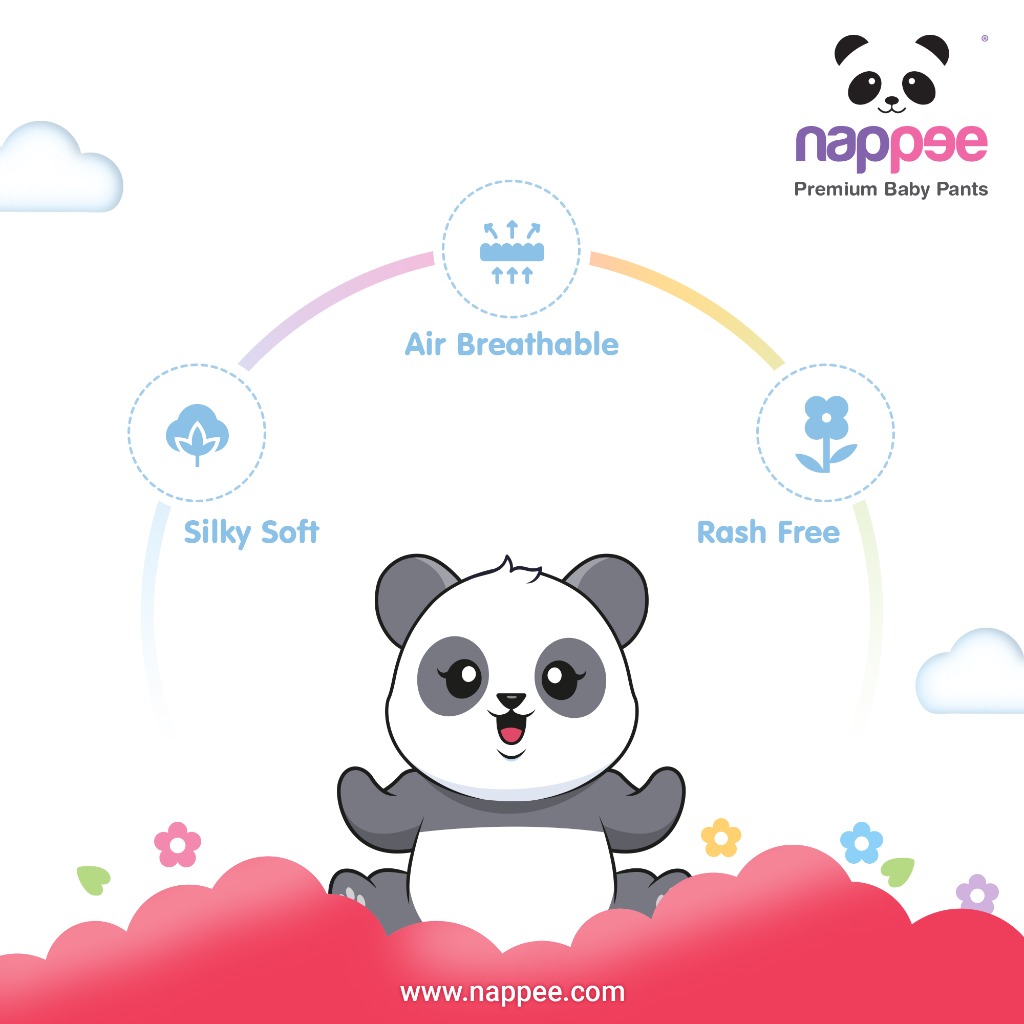 ®
nappee
Premium Baby Pants
Air Breathable
Silky Soft
Rash Free
www.nappee.com